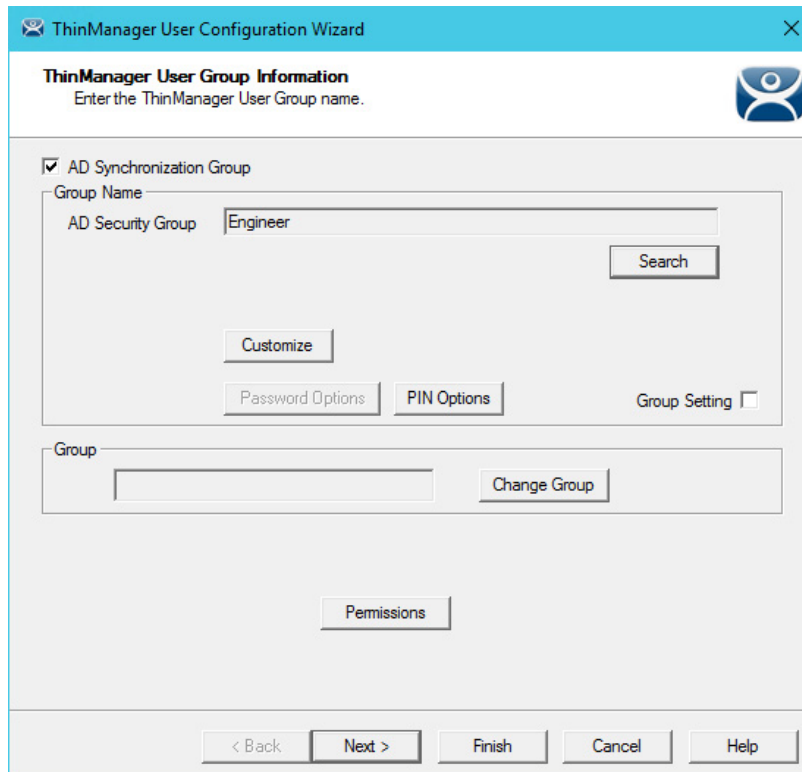 ThinManager User Configuration Wizard
ThinManager User Group Information
Enter the ThinManager User Group name.
AD Synchronization Group
Group Name
AD Security Group Engineer
Search
Customize
Password Options PIN Options Group Setting
Group
Change Group
Permissions
< Back Next > Finish Cancel Help